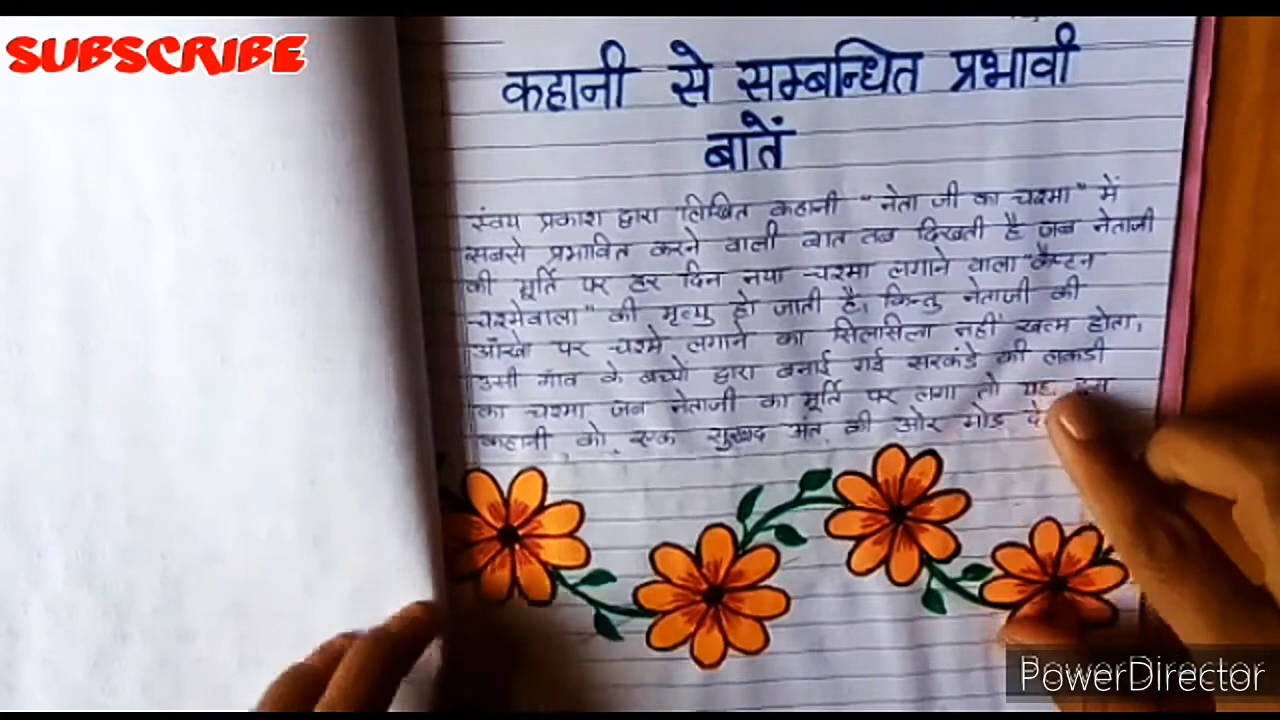 SUBSCRIBE
कहानी से सम्बन्धित प्रभावी
बातें
स्वंय प्रकाश द्वारा लिखित कहानी "नेता जी का चश्मा" में
सबसे प्रभावित करने वाली बात तब दिखती है जब नेताजी
की मूर्ति पर हर दिन नया चश्मा लगाने वाला "कैप्टन
चश्मेवाला" की मृत्यु हो जाती है, किन्तु नेताजी की
आँखो पर चश्मे लगाने का सिलसिला नहीं खत्म होता,
उसी गांव के बच्चों द्वारा बनाई गई सरकंडे की लकडी
का चश्मा जब नेताजी का मूर्ति पर लगा तो यह
कहानी को एक सुखद अंत की ओर मोड
PowerDirector